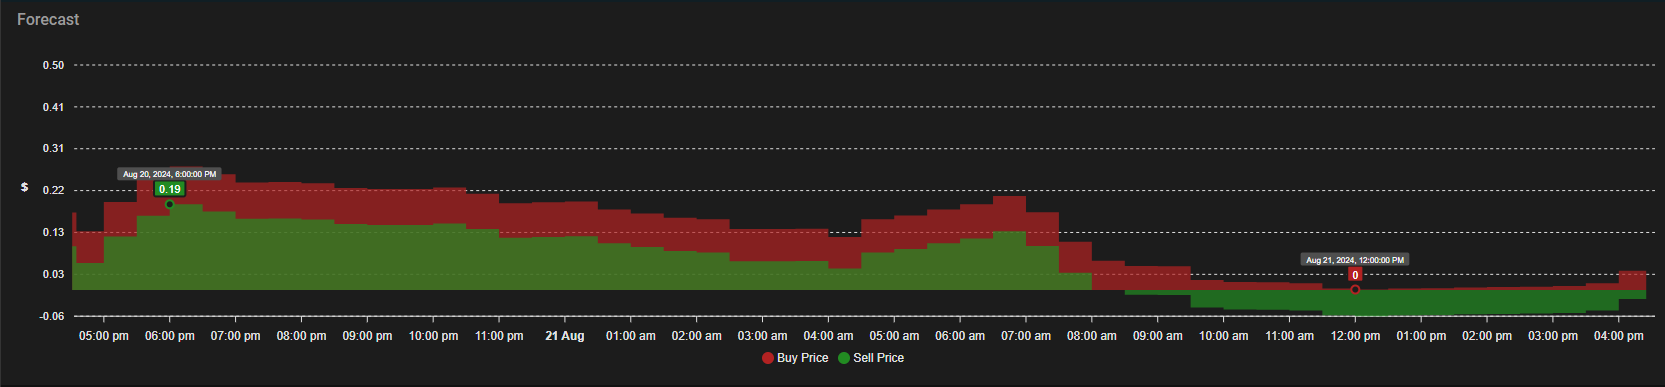 Forecast
0.50
0.41
0.31
0.22
0.13
0.03
-0.06
$
Aug 20, 2024, 6:00:00 PM
0.19
Aug 21, 2024, 12:00:00 PM
0
05:00 pm 06:00 pm 07:00 pm 08:00 pm 09:00 pm 10:00 pm 11:00 pm 21 Aug 01:00 am 02:00 am 03:00 am 04:00 am 05:00 am 06:00 am 07:00 am 08:00 am 09:00 am 10:00 am 11:00 am 12:00 pm 01:00 pm 02:00 pm 03:00 pm 04:00 pm
Buy Price Sell Price